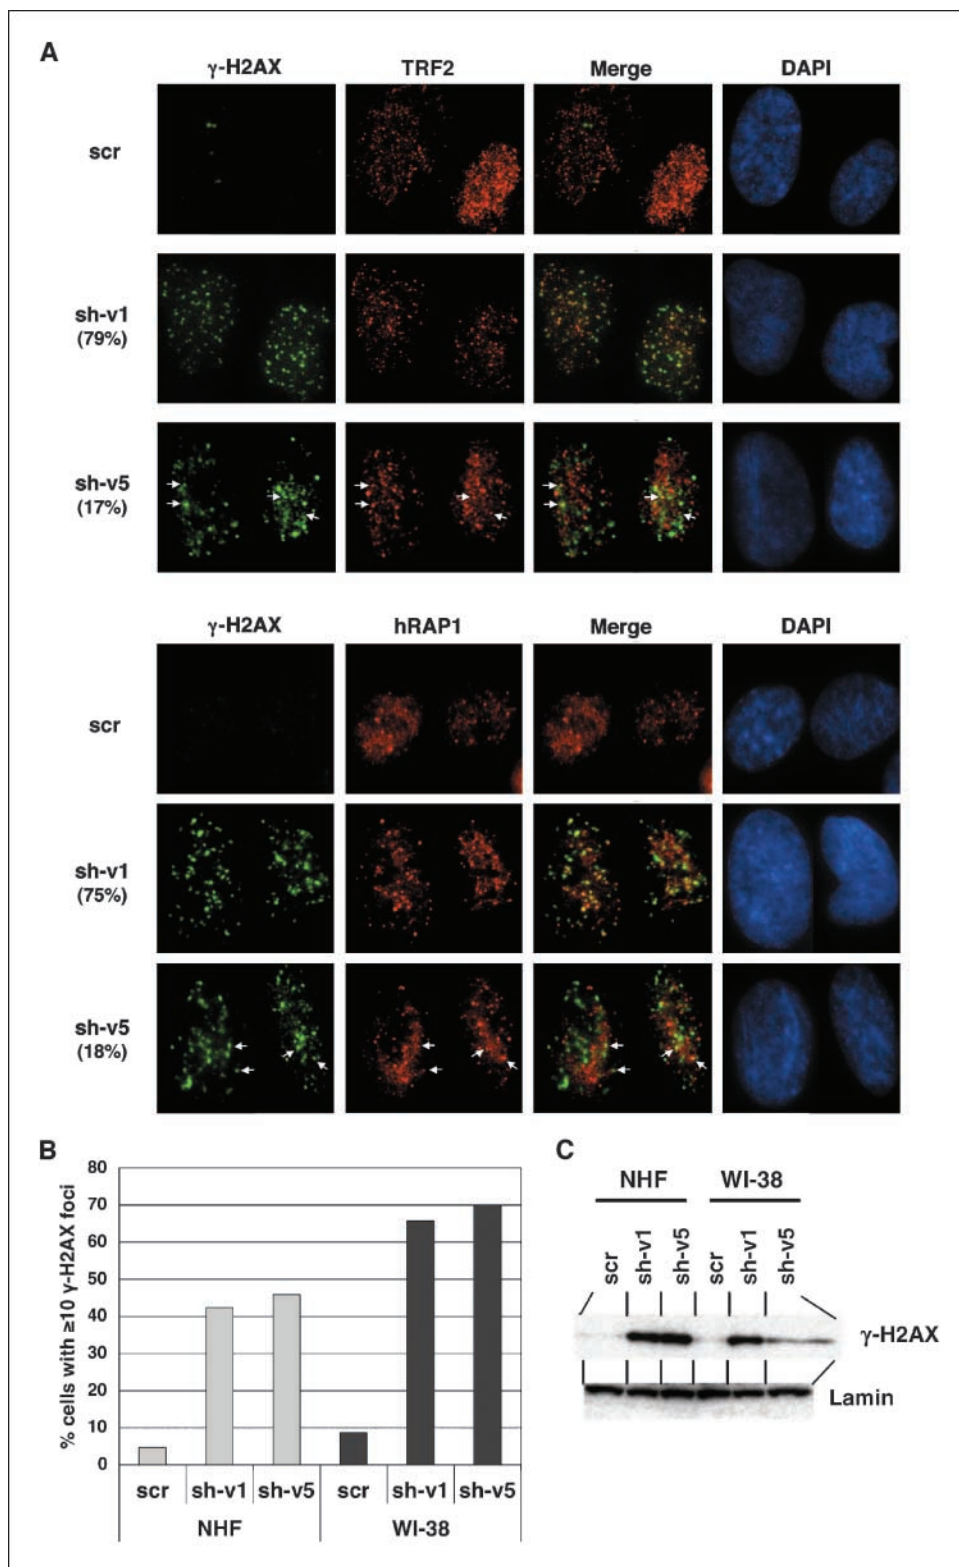 A
γ-H2AX TRF2 Merge DAPI
scr
sh-v1
(79%)
sh-v5
(17%)
γ-H2AX hRAP1 Merge DAPI
scr
sh-v1
(75%)
sh-v5
(18%)
B
% cells with ≥10 γ-H2AX foci
80
70
60
50
40
30
20
10
0
scr sh-v1 sh-v5 scr sh-v1 sh-v5
NHF WI-38
C
NHF WI-38
scr sh-v1 sh-v5 scr sh-v1 sh-v5
γ-H2AX
Lamin